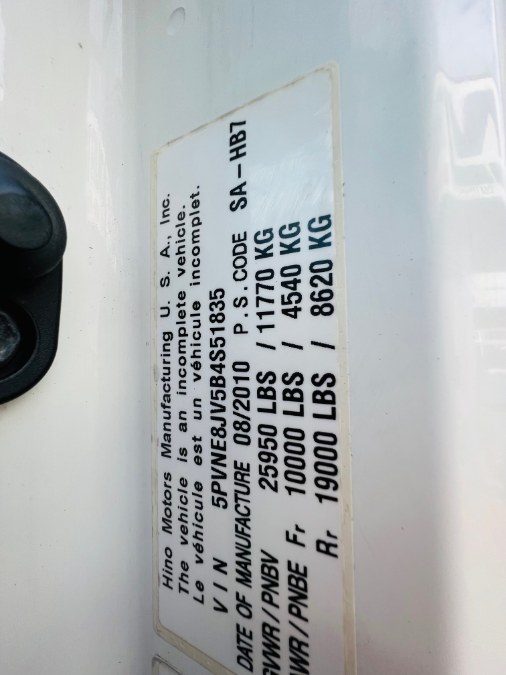 Hino Motors Manufacturing U. S. A., Inc.
The vehicle is an incomplete vehicle.
Le véhicule est un véhicule incomplet.
VIN 5PVNE8JV5B4S51835
DATE OF MANUFACTURE 08/2010 P.S. CODE SA-HB7
GVWR/PNBV 25950 LBS / 11770 KG
WR/PNBE Fr 10000 LBS / 4540 KG
Rr 19000 LBS / 8620 KG